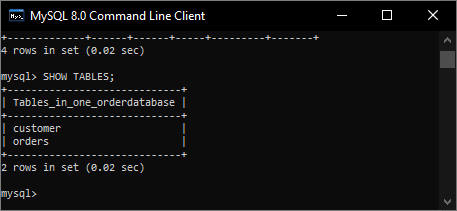 MySQL 8.0 Command Line Client
+-------------+------+------+-----+---------+-------+
4 rows in set (0.02 sec)
mysql> SHOW TABLES;
+---------------------------+
| Tables_in_one_orderdatabase |
+---------------------------+
| customer |
| orders |
+---------------------------+
2 rows in set (0.02 sec)
mysql>